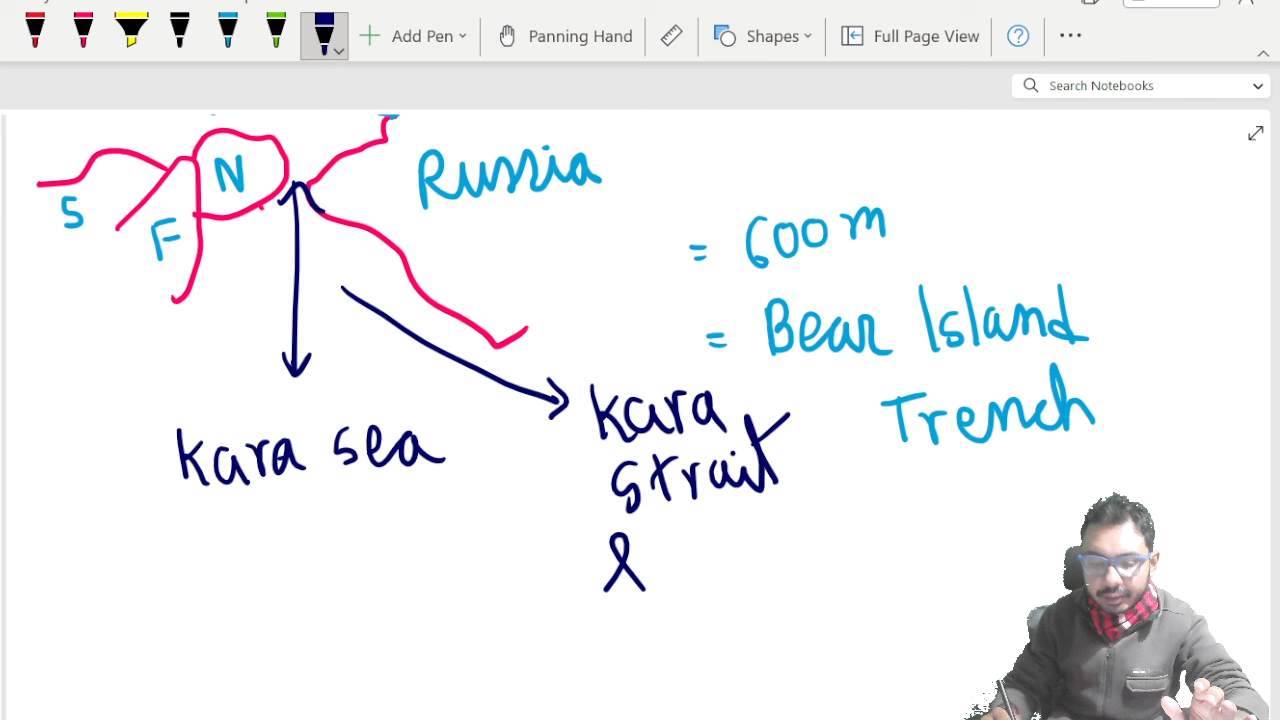 Add Pen
Panning Hand
Shapes
Full Page View
Search Notebooks
N
S
F
Russia
= 600 m
= Bear Island
Trench
Kara sea
Kara
Strait
&